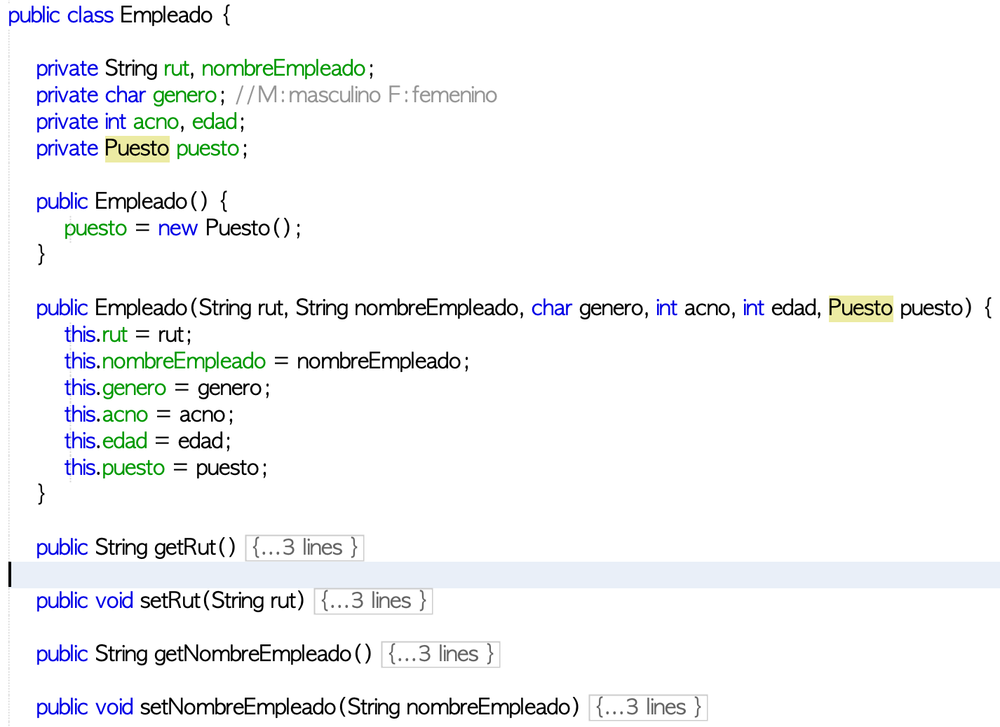 public class Empleado {
private String rut, nombreEmpleado;
private char genero; //M:masculino F:femenino
private int acno, edad;
private Puesto puesto;
public Empleado() {
puesto = new Puesto();
}
public Empleado(String rut, String nombreEmpleado, char genero, int acno, int edad, Puesto puesto) {
this.rut = rut;
this.nombreEmpleado = nombreEmpleado;
this.genero = genero;
this.acno = acno;
this.edad = edad;
this.puesto = puesto;
}
public String getRut() {...3 lines }
public void setRut(String rut) {...3 lines }
public String getNombreEmpleado() {...3 lines }
public void setNombreEmpleado(String nombreEmpleado) {...3 lines }